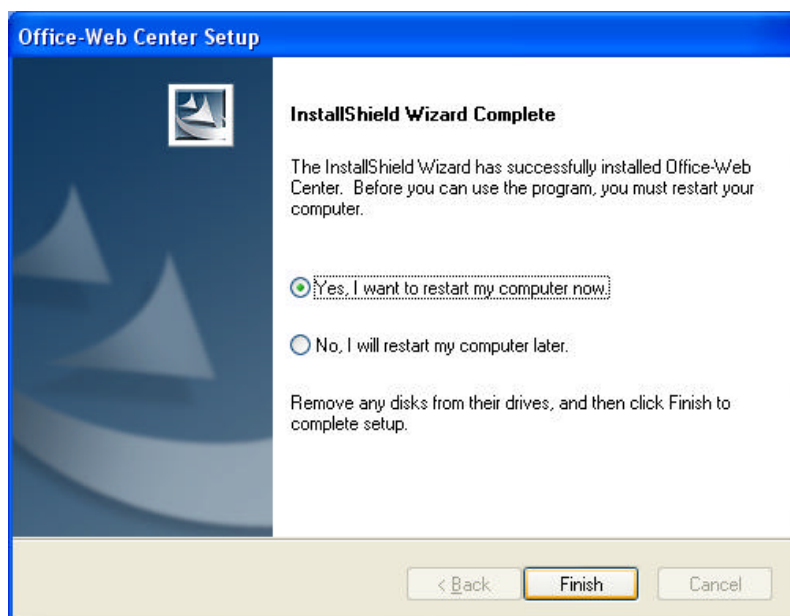 Office-Web Center Setup
InstallShield Wizard Complete
The InstallShield Wizard has successfully installed Office-Web
Center. Before you can use the program, you must restart your
computer.
Yes, I want to restart my computer now.
No, I will restart my computer later.
Remove any disks from their drives, and then click Finish to
complete setup.
< Back Finish Cancel